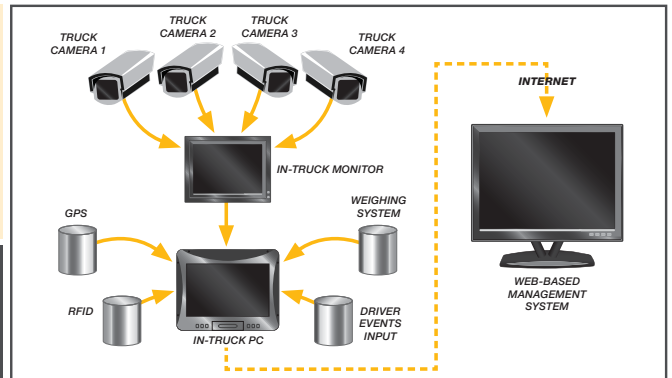 TRUCK
CAMERA 1
TRUCK
CAMERA 2
TRUCK
CAMERA 3
TRUCK
CAMERA 4
INTERNET
IN-TRUCK MONITOR
GPS
WEIGHING
SYSTEM
RFID
DRIVER
EVENTS
INPUT
IN-TRUCK PC
WEB-BASED
MANAGEMENT
SYSTEM